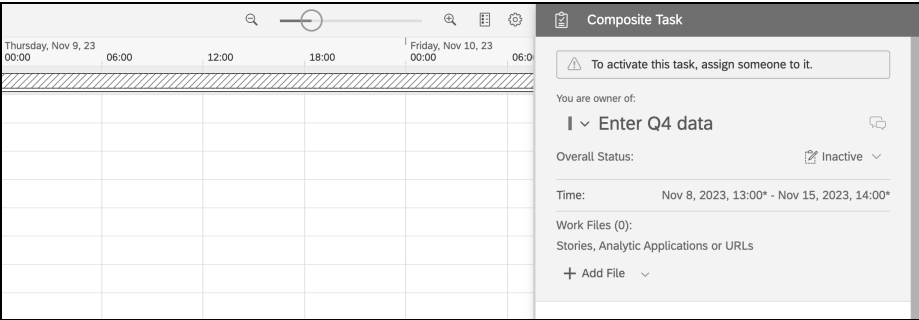 Composite Task
Thursday, Nov 9, 23
Friday, Nov 10, 23
00:00 06:00 12:00 18:00 00:00 06:0
To activate this task, assign someone to it.
You are owner of:
Enter Q4 data
Overall Status: Inactive
Time: Nov 8, 2023, 13:00* - Nov 15, 2023, 14:00*
Work Files (0):
Stories, Analytic Applications or URLs
Add File